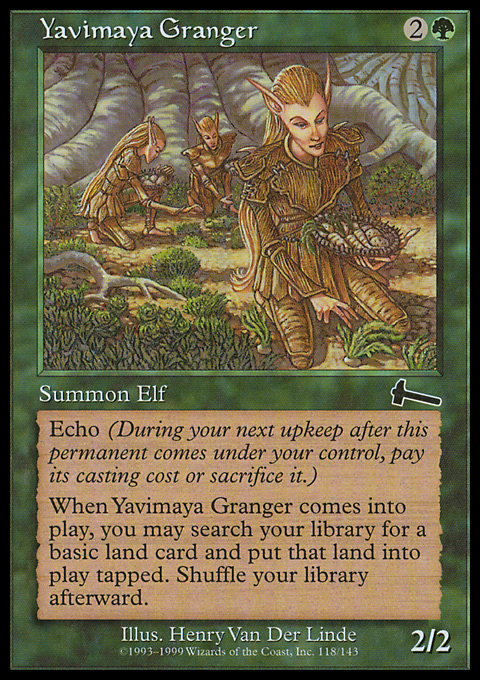 Yavimaya Granger 2
Summon Elf
Echo (During your next upkeep after this
permanent comes under your control, pay
its casting cost or sacrifice it.)
When Yavimaya Granger comes into
play, you may search your library for a
basic land card and put that land into
play tapped. Shuffle your library
afterward.
Illus. Henry Van Der Linde
2/2
©1993–1999 Wizards of the Coast, Inc. 118/143